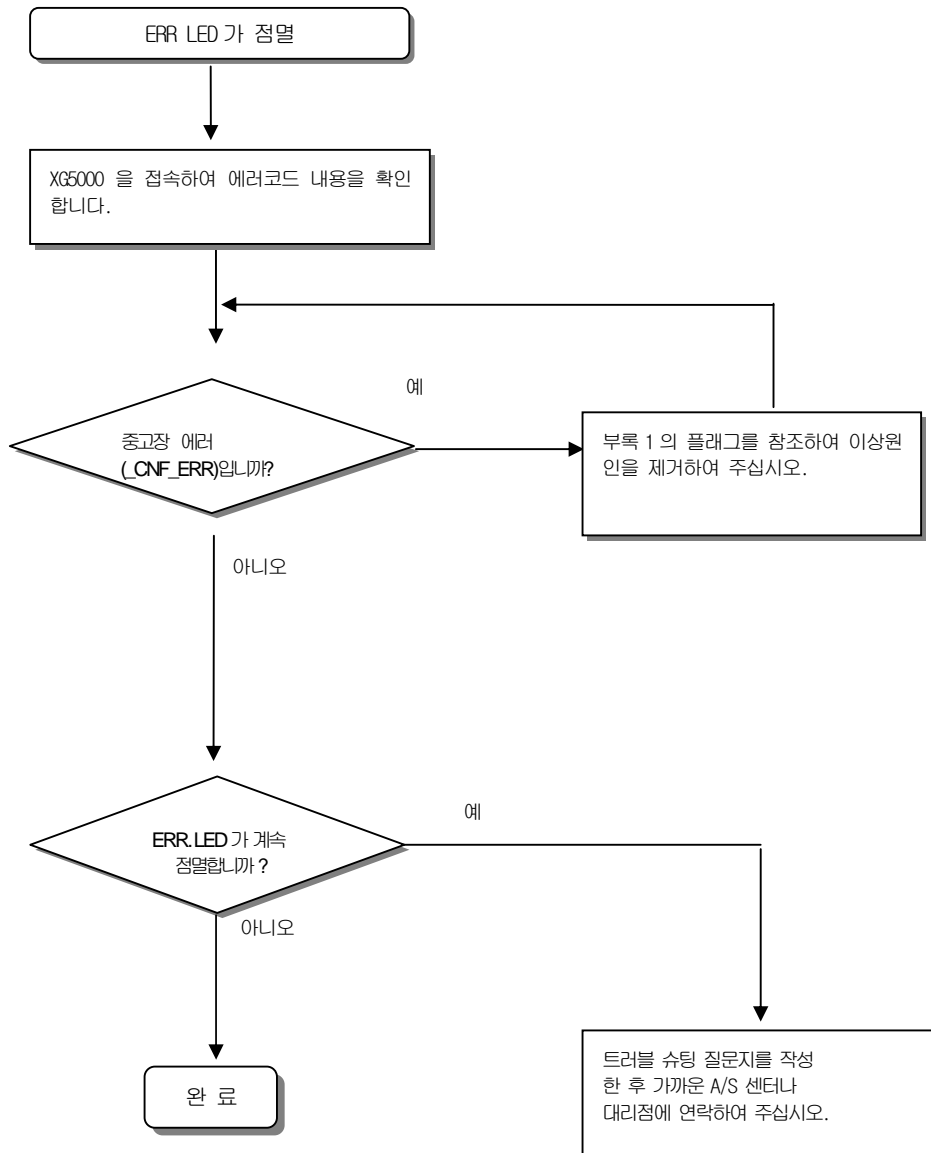 ERR LED 가 점멸
XG5000 을 접속하여 에러코드 내용을 확인
합니다.
예
중고장 에러
(_CNF_ERR)입니까?
부록 1 의 플래그를 참조하여 이상원
인을 제거하여 주십시오.
아니오
ERR.LED 가 계속
점멸합니까 ?
예
아니오
완 료
트러블 슈팅 질문지를 작성
한 후 가까운 A/S 센터나
대리점에 연락하여 주십시오.